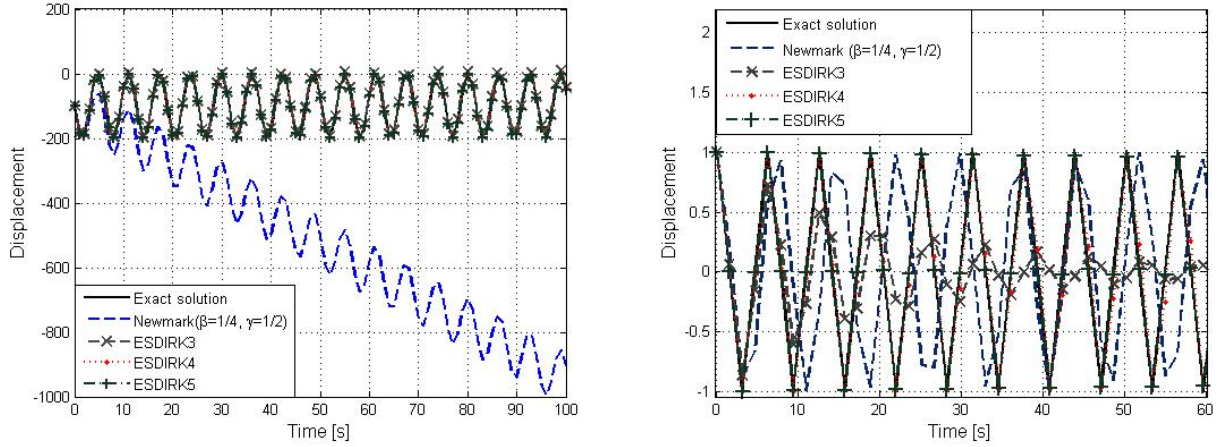 200
0
-200
-400
-600
-800
-1000
Displacement
0 10 20 30 40 50 60 70 80 90 100
Time [s]
Exact solution
Newmark(β=1/4, γ=1/2)
ESDIRK3
ESDIRK4
ESDIRK5
2
1.5
1
0.5
0
-0.5
-1
Displacement
0 10 20 30 40 50 60
Time [s]
Exact solution
Newmark (β=1/4, γ=1/2)
ESDIRK3
ESDIRK4
ESDIRK5